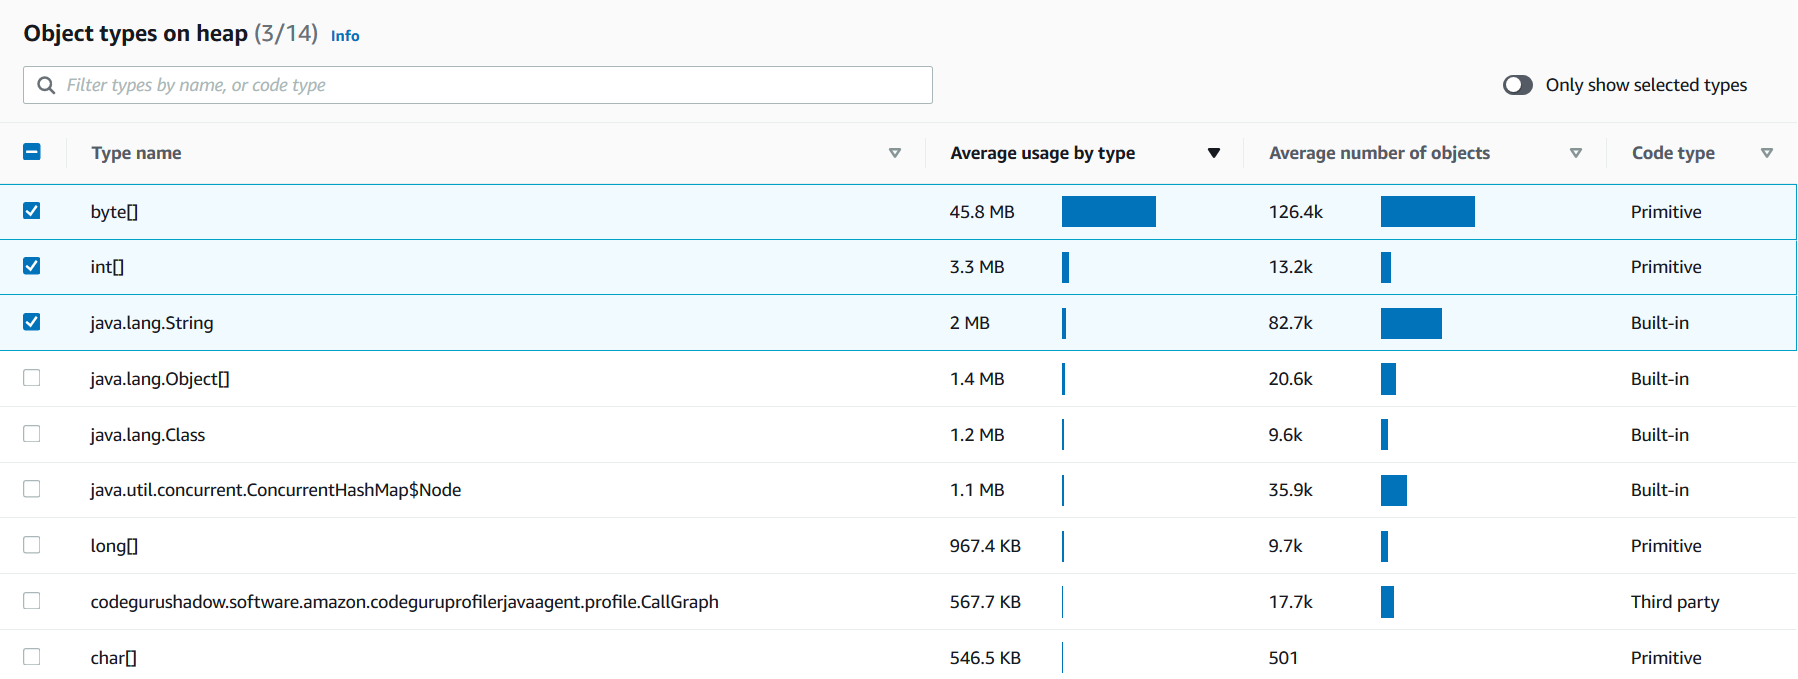 Object types on heap (3/14) Info
Filter types by name, or code type
Only show selected types
Type name Average usage by type Average number of objects Code type
byte[] 45.8 MB 126.4k Primitive
int[] 3.3 MB 13.2k Primitive
java.lang.String 2 MB 82.7k Built-in
java.lang.Object[] 1.4 MB 20.6k Built-in
java.lang.Class 1.2 MB 9.6k Built-in
java.util.concurrent.ConcurrentHashMap$Node 1.1 MB 35.9k Built-in
long[] 967.4 KB 9.7k Primitive
codegurushadow.software.amazon.codeguruprofilerjavaagent.profile.CallGraph 567.7 KB 17.7k Third party
char[] 546.5 KB 501 Primitive